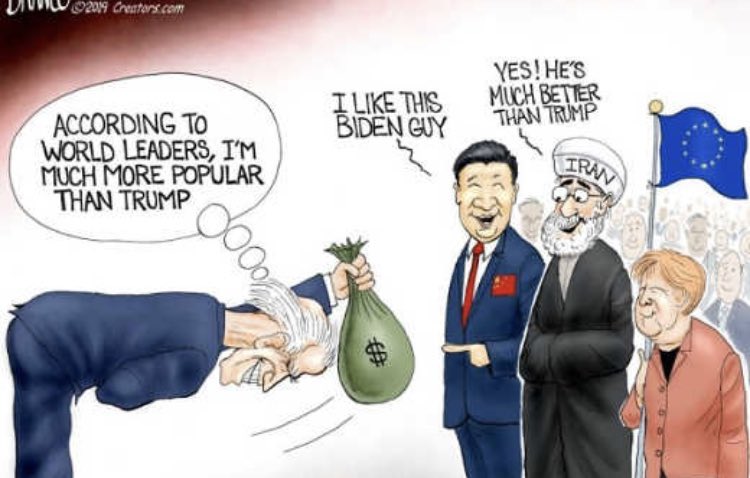 ©2019 Creators.com
ACCORDING TO
WORLD LEADERS, I'M
MUCH MORE POPULAR
THAN TRUMP
I LIKE THIS
BIDEN GUY
YES! HE'S
MUCH BETTER
THAN TRUMP
IRAN
$